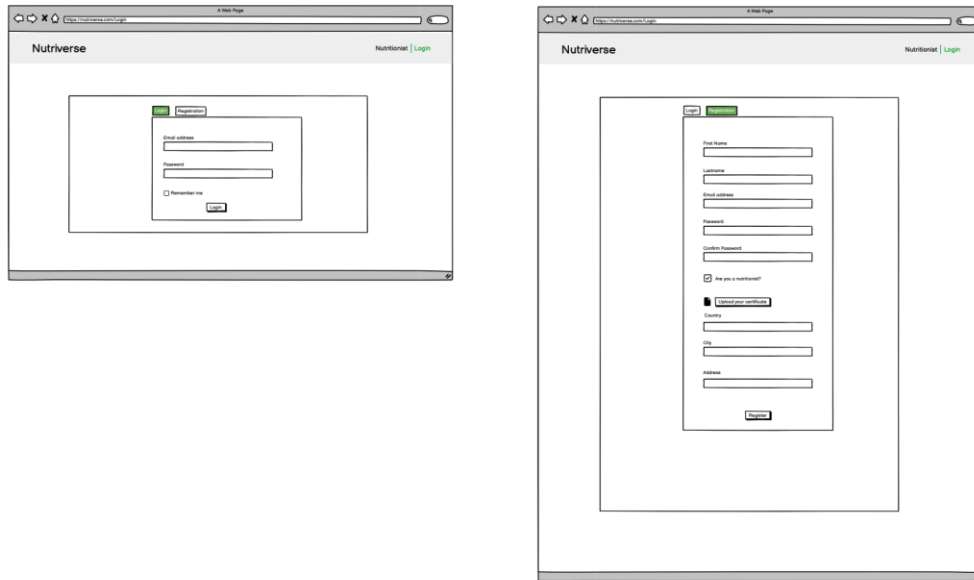 A Web Page
https://nutriverse.com/Login
Nutriverse
Nutritionist | Login
Login
Registration
Email address
Password
Remember me
Login
A Web Page
https://nutriverse.com/Login
Nutriverse
Nutritionist | Login
Login
Registration
First Name
Lastname
Email address
Password
Confirm Password
Are you a nutritionist?
Upload your certificate
Country
City
Address
Register